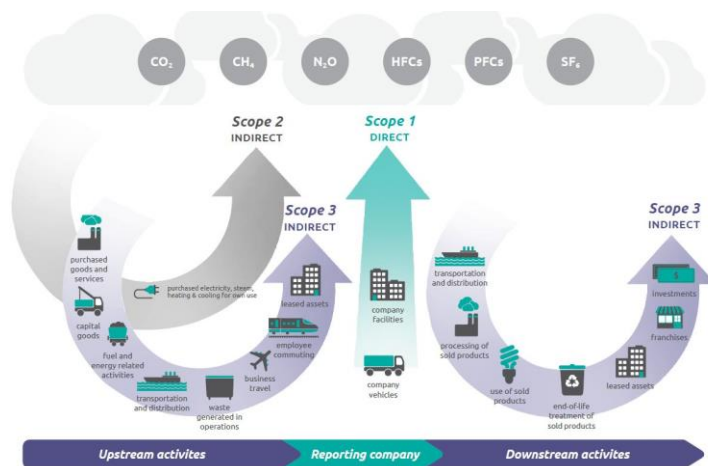 CO₂
CH₄
N₂O
HFCs
PFCs
SF₆
Scope 2
INDIRECT
Scope 1
DIRECT
Scope 3
INDIRECT
Scope 3
INDIRECT
purchased
goods and
services
capital
goods
fuel and
energy related
activities
transportation
and distribution
waste
generated in
operations
business
travel
employee
commuting
leased assets
purchased electricity, steam,
heating & cooling for own use
company
facilities
company
vehicles
transportation
and distribution
processing of
sold products
use of sold
products
end-of-life
treatment of
sold products
leased assets
franchises
$
investments
Upstream activites
Reporting company
Downstream activites